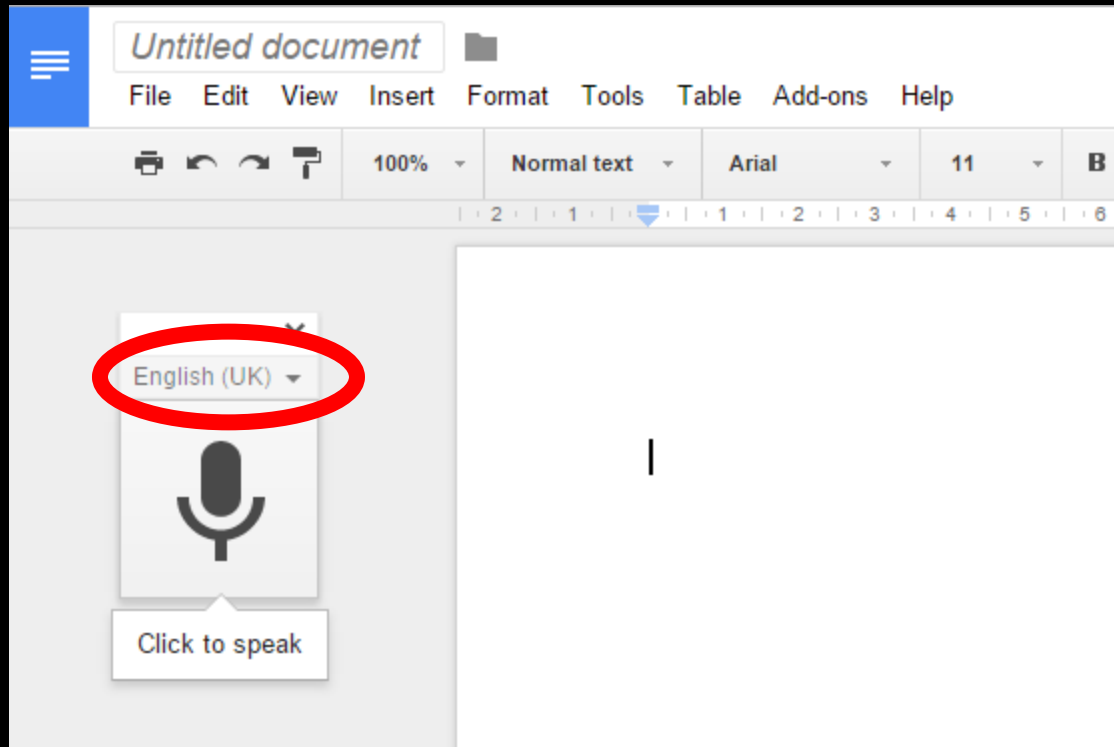 Untitled document
File Edit View Insert Format Tools Table Add-ons Help
100% Normal text Arial 11 B
2 1 1 2 3 4 5 6
English (UK)
Click to speak